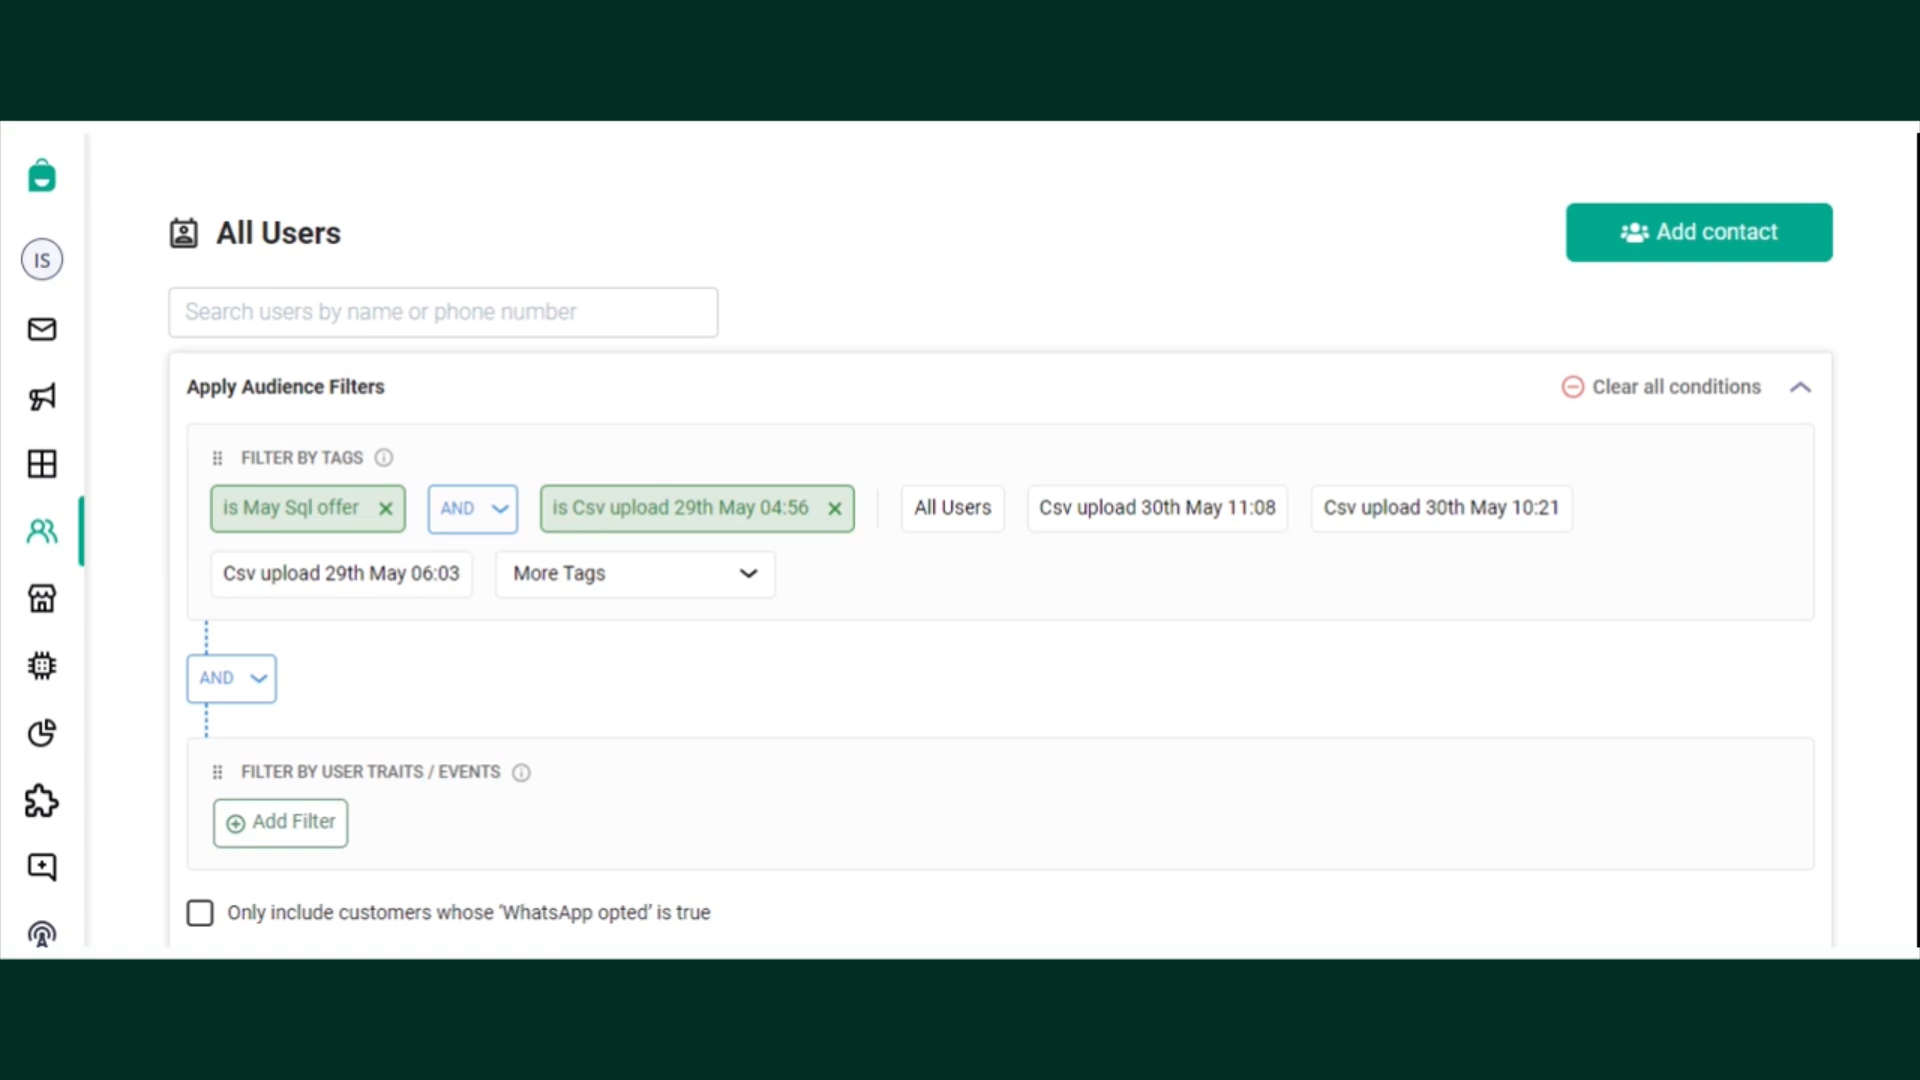 All Users
Add contact
IS
Search users by name or phone number
Apply Audience Filters
Clear all conditions
FILTER BY TAGS
is May Sql offer AND is Csv upload 29th May 04:56 All Users Csv upload 30th May 11:08 Csv upload 30th May 10:21
Csv upload 29th May 06:03 More Tags
AND
FILTER BY USER TRAITS / EVENTS
Add Filter
Only include customers whose ‘WhatsApp opted’ is true